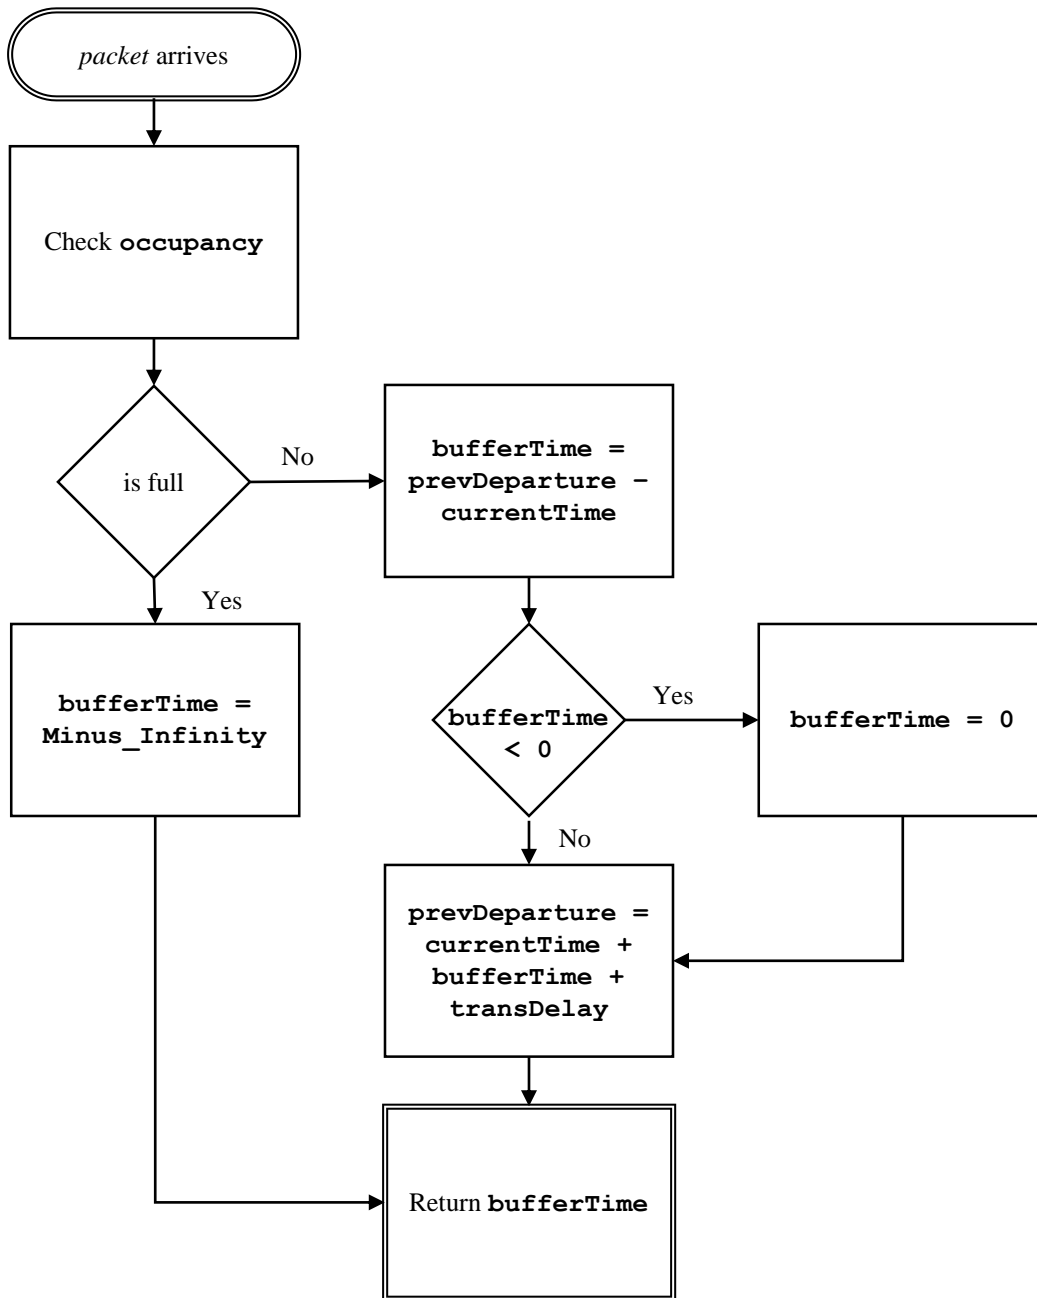 packet arrives
Check occupancy
is full
No
Yes
bufferTime =
prevDeparture –
currentTime
bufferTime =
Minus_Infinity
bufferTime
< 0
Yes
bufferTime = 0
No
prevDeparture =
currentTime +
bufferTime +
transDelay
Return bufferTime